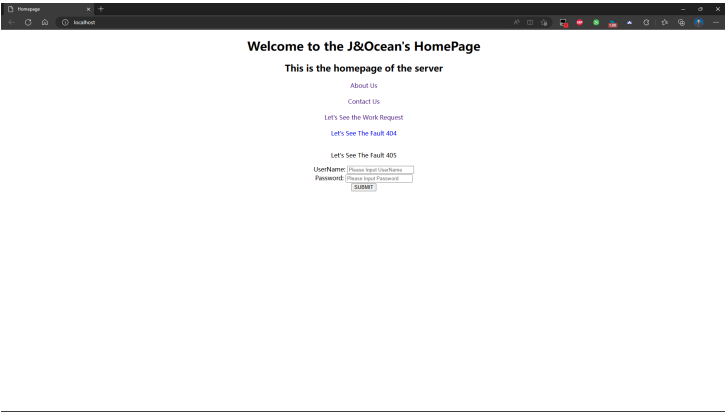 Homepage
localhost
Welcome to the J&Ocean's HomePage
This is the homepage of the server
About Us
Contact Us
Let's See the Work Request
Let's See The Fault 404
Let's See The Fault 405
UserName: Please Input UserName
Password: Please Input Password
SUBMIT